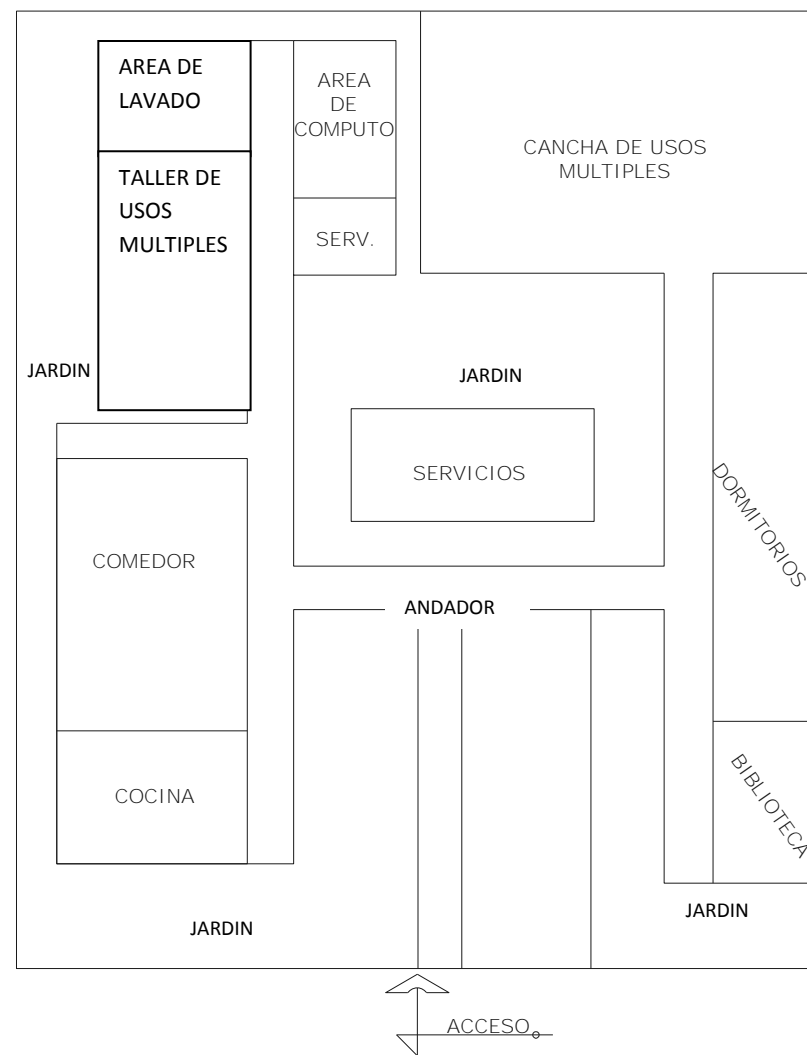 AREA DE
LAVADO
AREA
DE
COMPUTO
CANCHA DE USOS
MULTIPLES
TALLER DE
USOS
MULTIPLES
SERV.
JARDIN
JARDIN
SERVICIOS
DORMITORIOS
COMEDOR
ANDADOR
COCINA
BIBLIOTECA
JARDIN
JARDIN
ACCESO